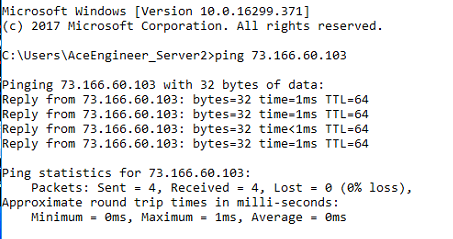 Microsoft Windows [Version 10.0.16299.371]
(c) 2017 Microsoft Corporation. All rights reserved.
C:\Users\AceEngineer_Server2>ping 73.166.60.103
Pinging 73.166.60.103 with 32 bytes of data:
Reply from 73.166.60.103: bytes=32 time=1ms TTL=64
Reply from 73.166.60.103: bytes=32 time=1ms TTL=64
Reply from 73.166.60.103: bytes=32 time<1ms TTL=64
Reply from 73.166.60.103: bytes=32 time=1ms TTL=64
Ping statistics for 73.166.60.103:
    Packets: Sent = 4, Received = 4, Lost = 0 (0% loss),
Approximate round trip times in milli-seconds:
    Minimum = 0ms, Maximum = 1ms, Average = 0ms